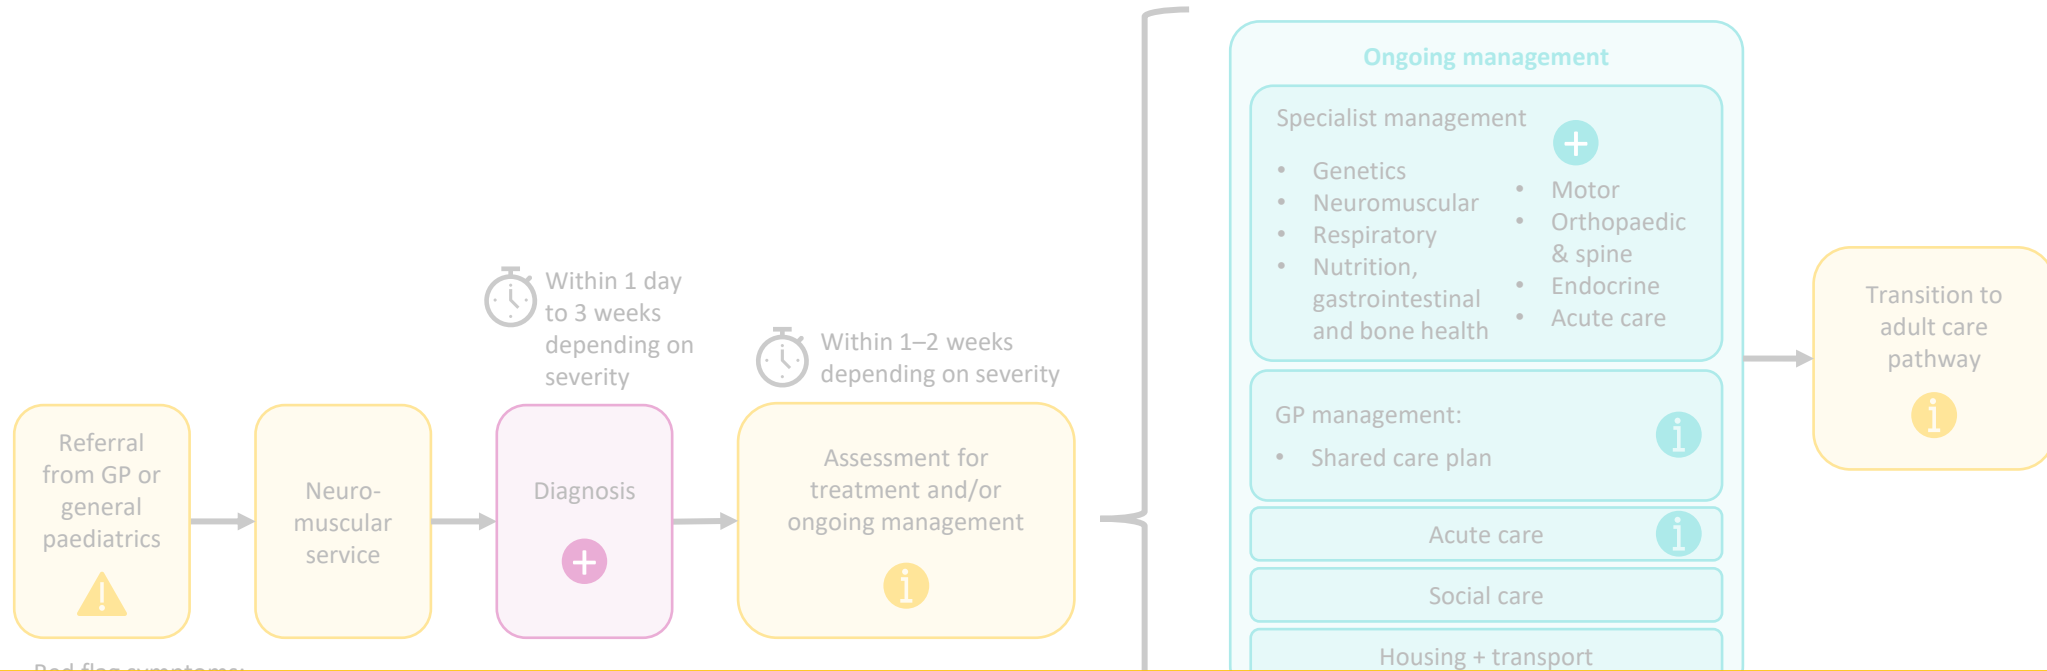 Referral
from GP or
general
paediatrics
Neuro-
muscular
service
Within 1 day
to 3 weeks
depending on
severity
Diagnosis
Within 1–2 weeks
depending on severity
Assessment for
treatment and/or
ongoing management
Ongoing management
Specialist management
• Genetics
• Neuromuscular
• Respiratory
• Nutrition,
gastrointestinal
and bone health
• Motor
• Orthopaedic
& spine
• Endocrine
• Acute care
GP management:
• Shared care plan
Acute care
Social care
Housing + transport
Transition to
adult care
pathway
Red flag symptoms: